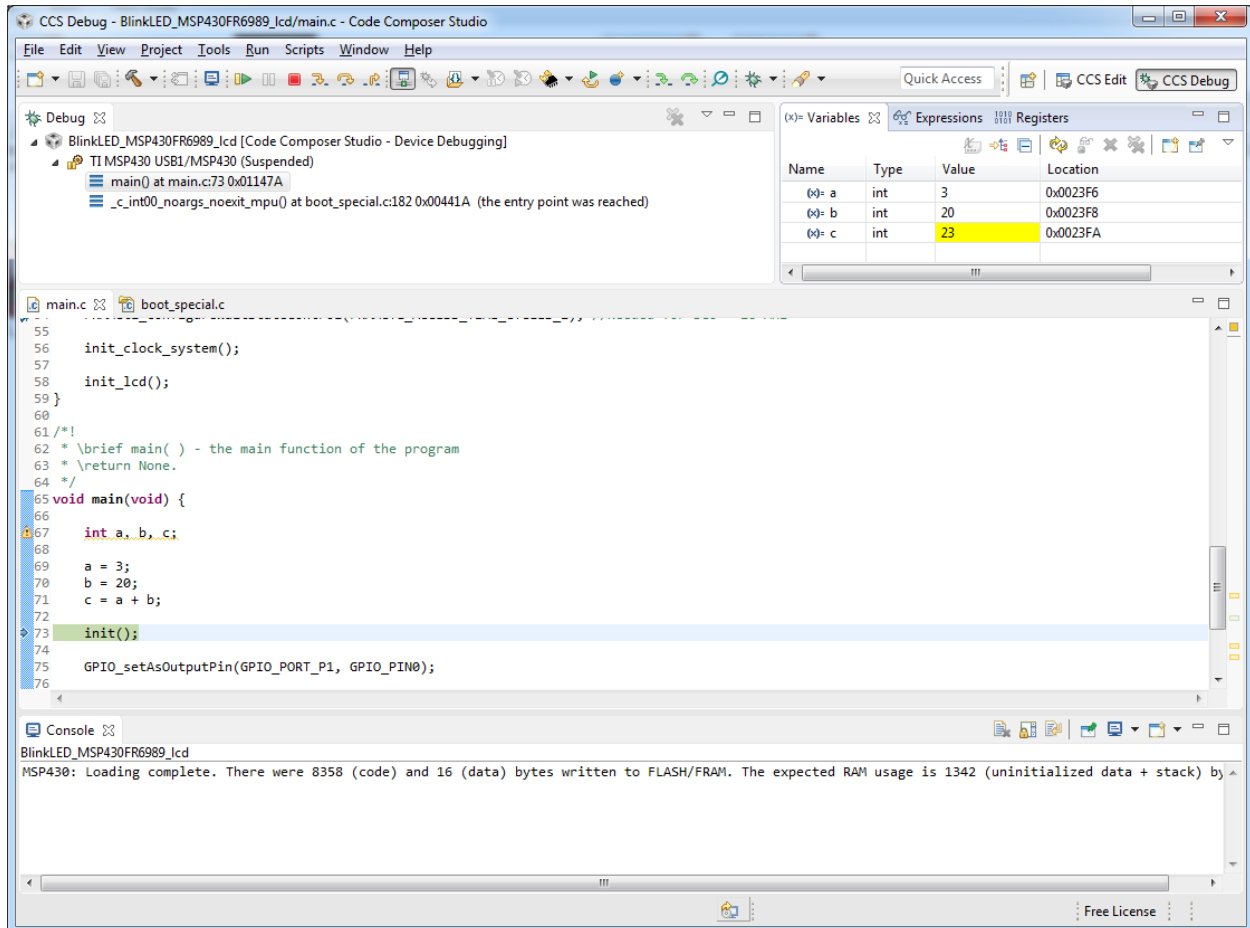 CCS Debug - BlinkLED_MSP430FR6989_lcd/main.c - Code Composer Studio
File Edit View Project Tools Run Scripts Window Help
Quick Access CCS Edit CCS Debug
Debug
BlinkLED_MSP430FR6989_lcd [Code Composer Studio - Device Debugging]
TI MSP430 USB1/MSP430 (Suspended)
main() at main.c:73 0x01147A
_c_int00_noargs_noexit_mpu() at boot_special.c:182 0x00441A (the entry point was reached)
(x)= Variables Expressions 1010 0101 Registers
Name Type Value Location
(x)= a int 3 0x0023F6
(x)= b int 20 0x0023F8
(x)= c int 23 0x0023FA
main.c boot_special.c
55
56 init_clock_system();
57
58 init_lcd();
59 }
60
61 /*!
62 * \brief main( ) - the main function of the program
63 * \return None.
64 */
65 void main(void) {
66
67 int a, b, c;
68
69 a = 3;
70 b = 20;
71 c = a + b;
72
73 init();
74
75 GPIO_setAsOutputPin(GPIO_PORT_P1, GPIO_PIN0);
76
Console
BlinkLED_MSP430FR6989_lcd
MSP430: Loading complete. There were 8358 (code) and 16 (data) bytes written to FLASH/FRAM. The expected RAM usage is 1342 (uninitialized data + stack) by
Free License